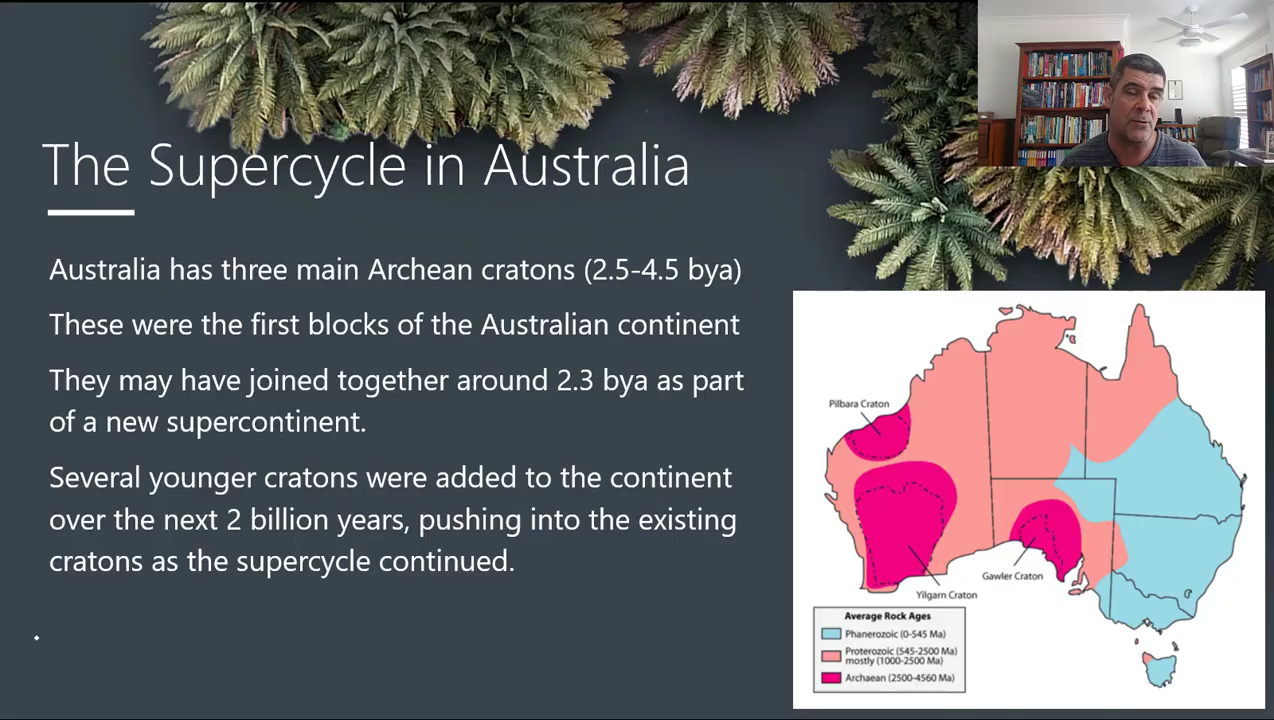 The Supercycle in Australia
Australia has three main Archean cratons (2.5-4.5 bya)
These were the first blocks of the Australian continent
They may have joined together around 2.3 bya as part
of a new supercontinent.
Several younger cratons were added to the continent
over the next 2 billion years, pushing into the existing
cratons as the supercycle continued.
Pilbara Craton
Gawler Craton
Yilgarn Craton
Average Rock Ages
Phanerozoic (0-545 Ma)
Proterozoic (545-2500 Ma)
mostly (1000-2500 Ma)
Archaean (2500-4560 Ma)